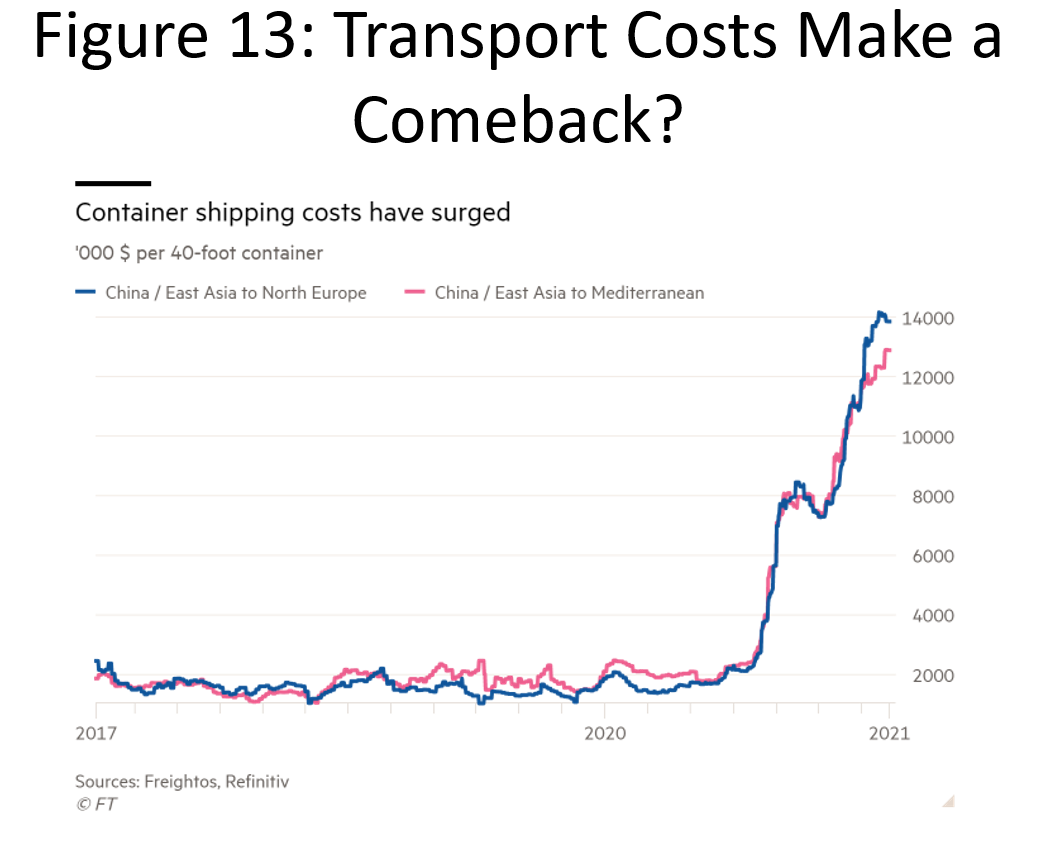 Figure 13: Transport Costs Make a
Comeback?
Container shipping costs have surged
'000 $ per 40-foot container
China / East Asia to North Europe
China / East Asia to Mediterranean
14000
12000
10000
8000
6000
4000
2000
2017
2020
2021
Sources: Freightos, Refinitiv
© FT